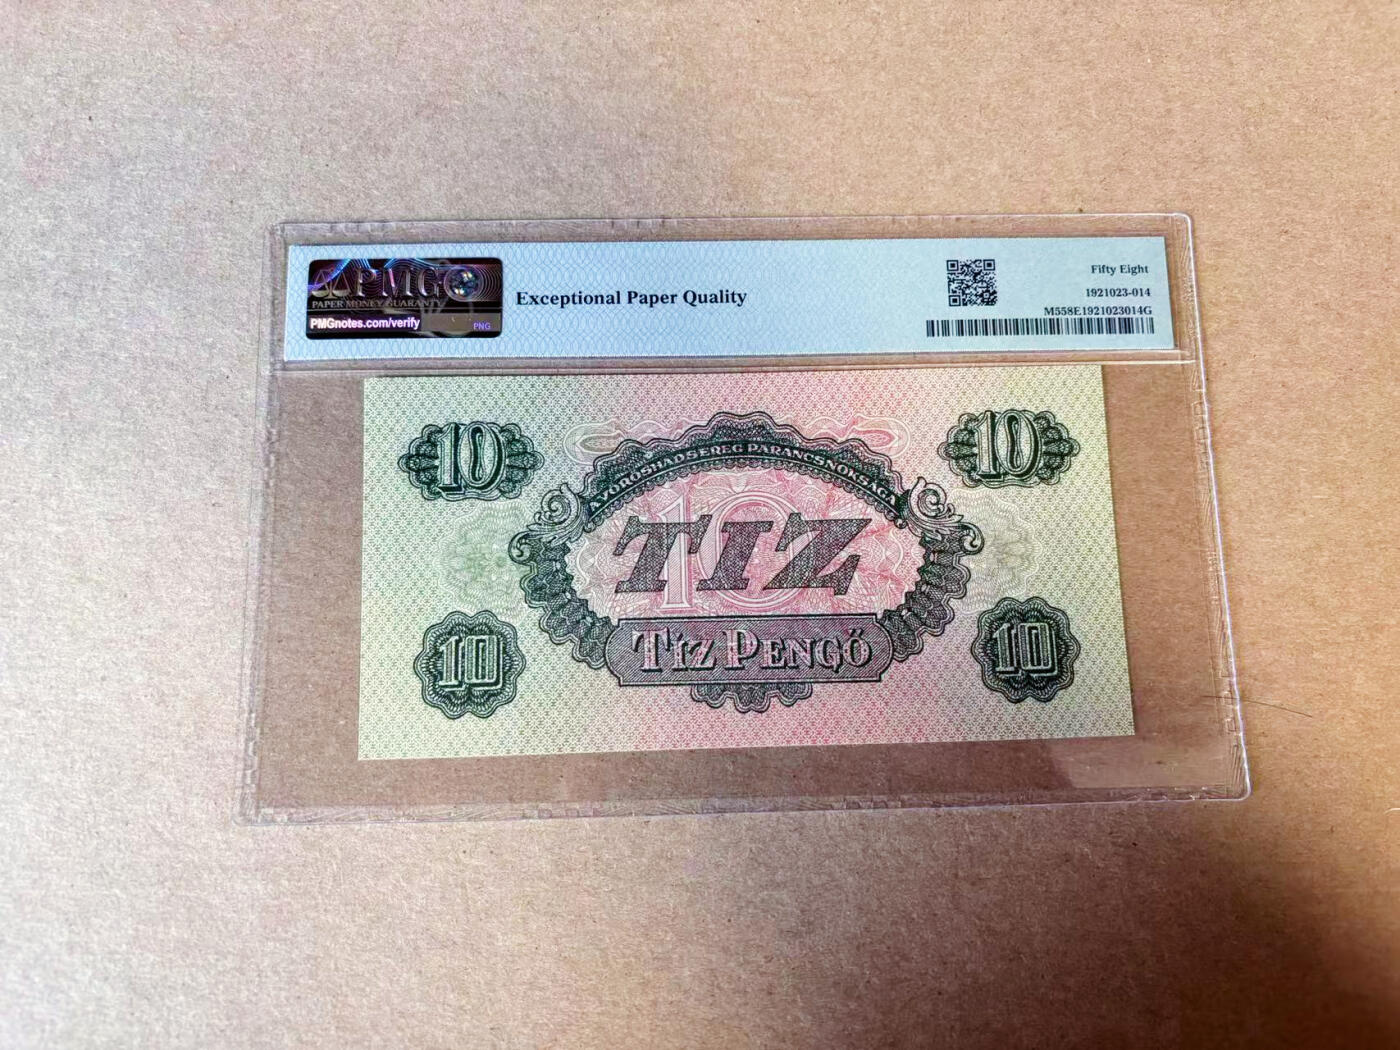 PMG
PAPER MONEY GUARANTY
PMGnotes.com/verify
PNG
Exceptional Paper Quality
Fifty Eight
1921023-014
M558E1921023014G
10
10
A VÖRÖSHADSEREG PARANCSNOKSÁGA
10
TIZ
TÍZ PENGŐ
10
10